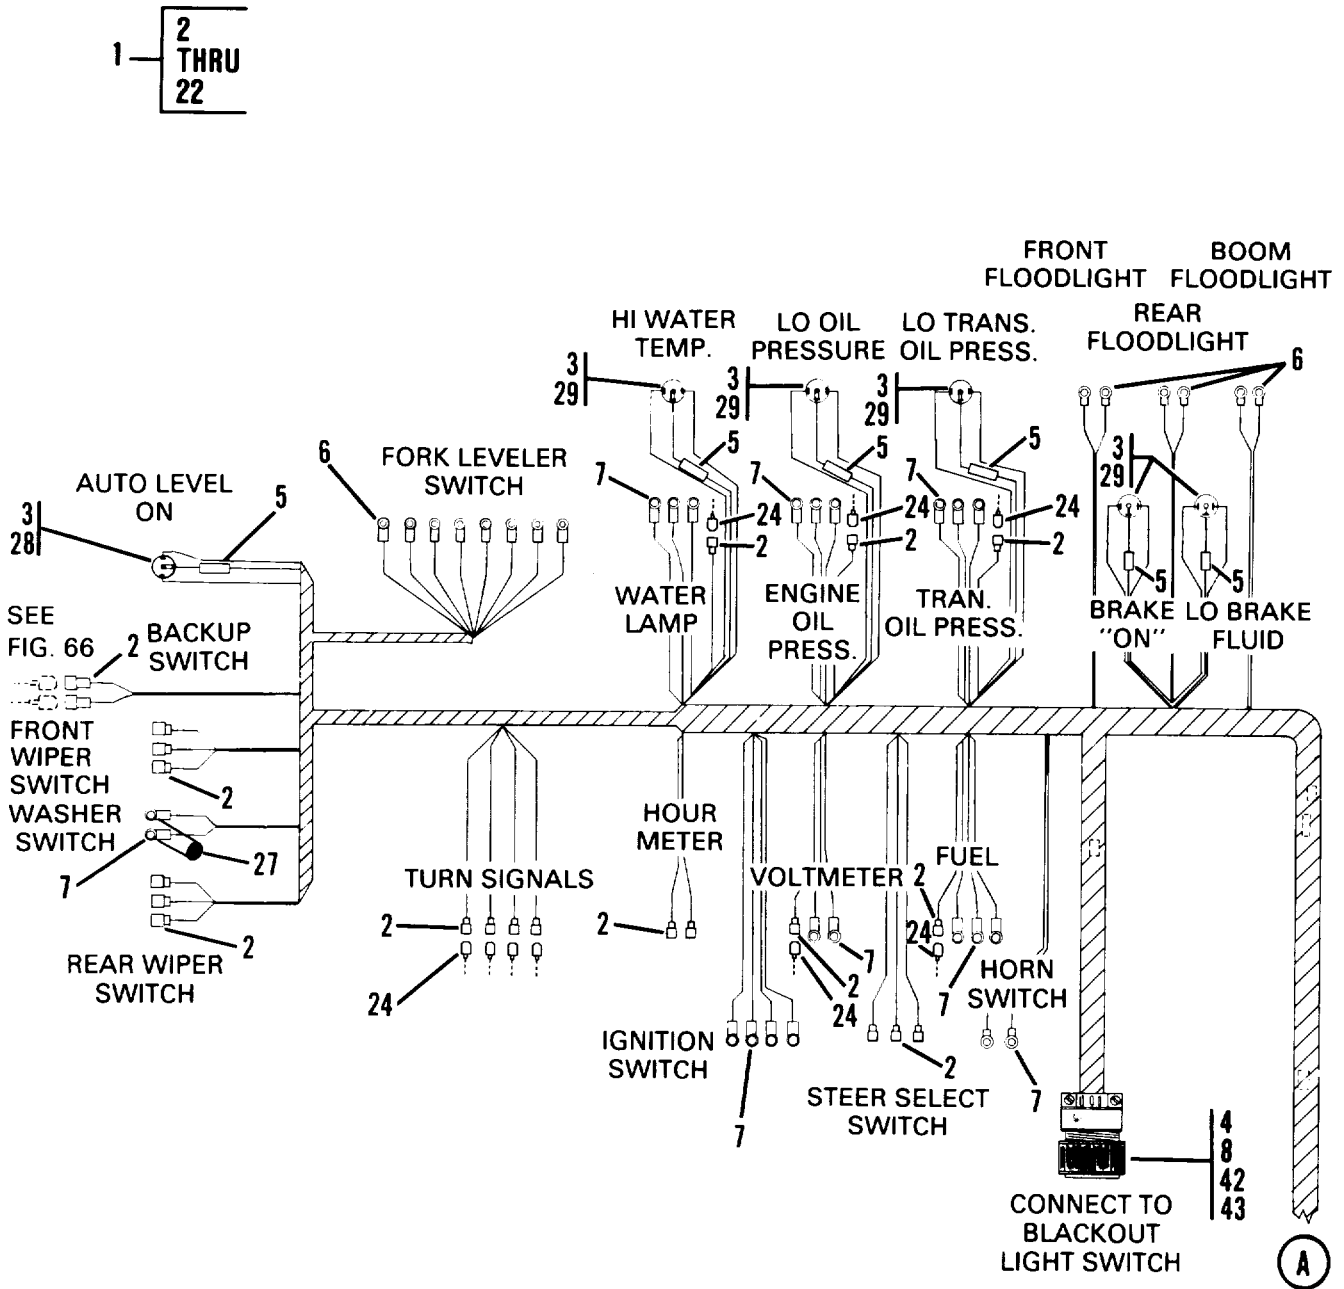 1
2
THRU
22
FRONT
FLOODLIGHT
BOOM
FLOODLIGHT
REAR
FLOODLIGHT
6
HI WATER
TEMP.
3
29
LO OIL
PRESSURE
3
29
LO TRANS.
OIL PRESS.
3
29
3
29
5
5
5
6
FORK LEVELER
SWITCH
7
7
7
24
2
24
2
24
2
AUTO LEVEL
ON
5
3
28
WATER
LAMP
ENGINE
OIL
PRESS.
TRAN.
OIL PRESS.
5
5
BRAKE
"ON"
LO BRAKE
FLUID
SEE
FIG. 66
2
BACKUP
SWITCH
FRONT
WIPER
SWITCH
2
WASHER
SWITCH
7
27
2
REAR WIPER
SWITCH
TURN SIGNALS
2
24
HOUR
METER
2
VOLTMETER
7
2
24
FUEL
2
24
7
HORN
SWITCH
7
7
IGNITION
SWITCH
7
2
STEER SELECT
SWITCH
4
8
42
43
CONNECT TO
BLACKOUT
LIGHT SWITCH
A